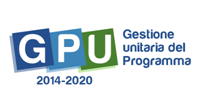 GPU
Gestione
unitaria del
Programma
2014-2020